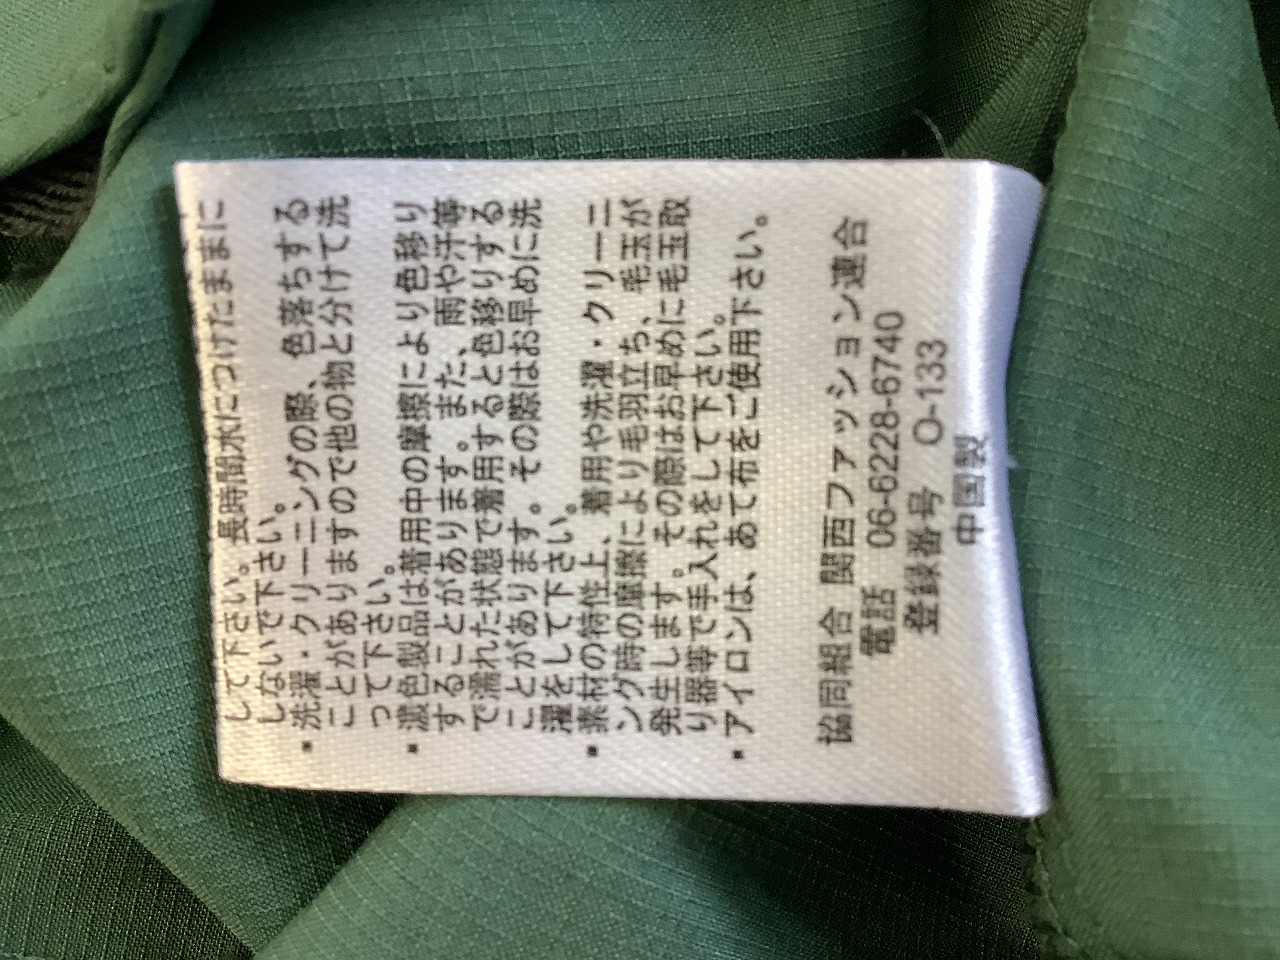 して下さい。長時間水につけたままに
しないで下さい。
・洗濯・クリーニングの際、色落ちする
ことがありますので他の物と分けて洗
って下さい。
・濃色製品は着用中の摩擦により色移り
することがあります。また、雨や汗等
で濡れた状態で着用すると色移りする
ことがあります。その際はお早めに洗
濯をして下さい。
・素材の特性上、着用や洗濯・クリーニ
ング時の摩擦により毛羽立ち、毛玉が
発生します。その際はお早めに毛玉取
り器等で手入れをして下さい。
・アイロンは、あて布をご使用下さい。
協同組合 関西ファッション連合
電話 06-6228-6740
登録番号 O-133
中国製